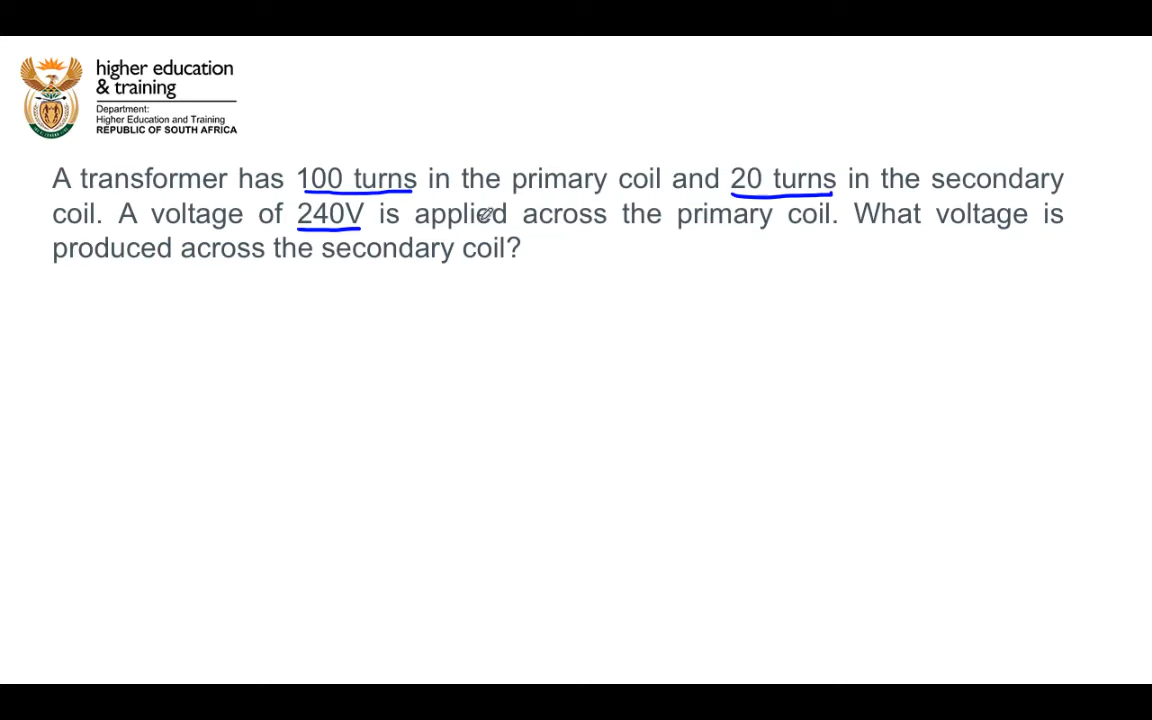 higher education
& training
Department:
Higher Education and Training
REPUBLIC OF SOUTH AFRICA
A transformer has 100 turns in the primary coil and 20 turns in the secondary
coil. A voltage of 240V is applied across the primary coil. What voltage is
produced across the secondary coil?